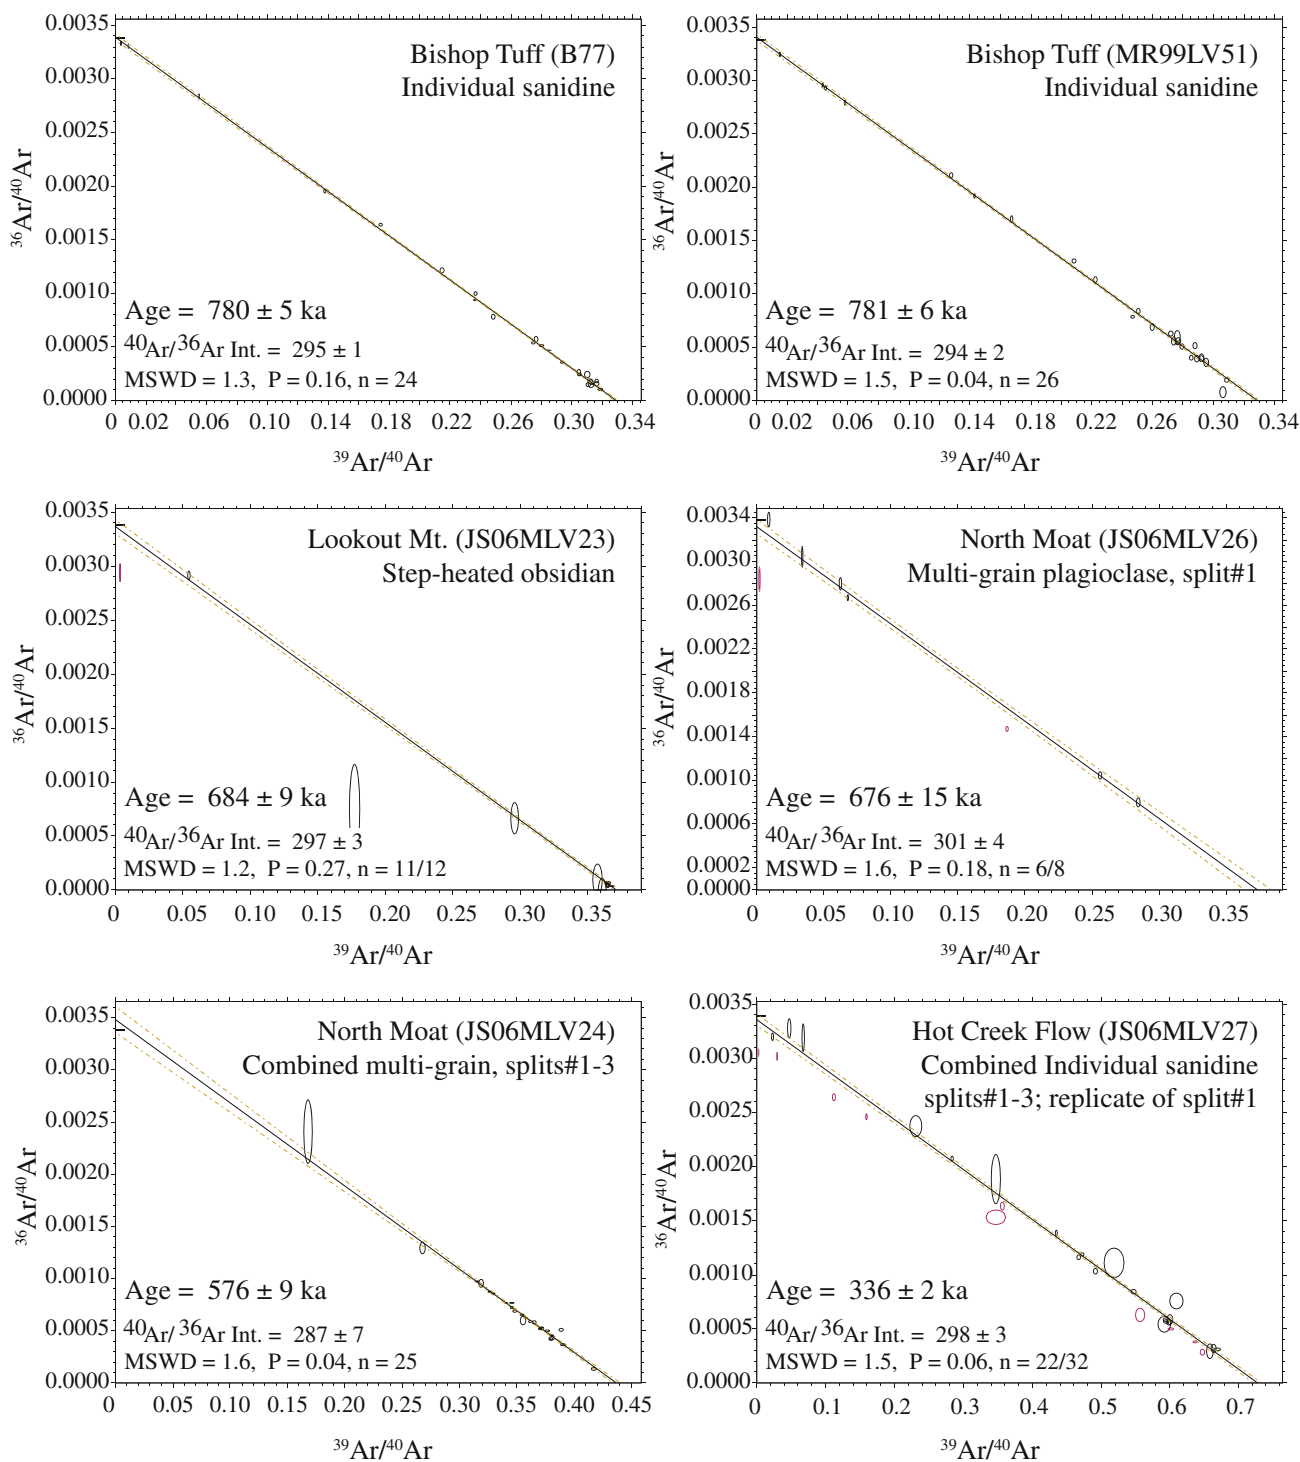 Bishop Tuff (B77)
Individual sanidine
³⁶Ar/⁴⁰Ar
0.0035
0.0030
0.0025
0.0020
0.0015
0.0010
0.0005
0.0000
Age = 780 ± 5 ka
⁴⁰Ar/³⁶Ar Int. = 295 ± 1
MSWD = 1.3, P = 0.16, n = 24
0 0.02 0.06 0.10 0.14 0.18 0.22 0.26 0.30 0.34
³⁹Ar/⁴⁰Ar
Bishop Tuff (MR99LV51)
Individual sanidine
³⁶Ar/⁴⁰Ar
0.0035
0.0030
0.0025
0.0020
0.0015
0.0010
0.0005
0.0000
Age = 781 ± 6 ka
⁴⁰Ar/³⁶Ar Int. = 294 ± 2
MSWD = 1.5, P = 0.04, n = 26
0 0.02 0.06 0.10 0.14 0.18 0.22 0.26 0.30 0.34
³⁹Ar/⁴⁰Ar
Lookout Mt. (JS06MLV23)
Step-heated obsidian
³⁶Ar/⁴⁰Ar
0.0035
0.0030
0.0025
0.0020
0.0015
0.0010
0.0005
0.0000
Age = 684 ± 9 ka
⁴⁰Ar/³⁶Ar Int. = 297 ± 3
MSWD = 1.2, P = 0.27, n = 11/12
0 0.05 0.10 0.15 0.20 0.25 0.30 0.35
³⁹Ar/⁴⁰Ar
North Moat (JS06MLV26)
Multi-grain plagioclase, split#1
³⁶Ar/⁴⁰Ar
0.0034
0.0030
0.0026
0.0022
0.0018
0.0014
0.0010
0.0006
0.0002
0.0000
Age = 676 ± 15 ka
⁴⁰Ar/³⁶Ar Int. = 301 ± 4
MSWD = 1.6, P = 0.18, n = 6/8
0 0.05 0.10 0.15 0.20 0.25 0.30 0.35
³⁹Ar/⁴⁰Ar
North Moat (JS06MLV24)
Combined multi-grain, splits#1-3
³⁶Ar/⁴⁰Ar
0.0035
0.0030
0.0025
0.0020
0.0015
0.0010
0.0005
0.0000
Age = 576 ± 9 ka
⁴⁰Ar/³⁶Ar Int. = 287 ± 7
MSWD = 1.6, P = 0.04, n = 25
0 0.05 0.10 0.15 0.20 0.25 0.30 0.35 0.40 0.45
³⁹Ar/⁴⁰Ar
Hot Creek Flow (JS06MLV27)
Combined Individual sanidine
splits#1-3; replicate of split#1
³⁶Ar/⁴⁰Ar
0.0035
0.0030
0.0025
0.0020
0.0015
0.0010
0.0005
0.0000
Age = 336 ± 2 ka
⁴⁰Ar/³⁶Ar Int. = 298 ± 3
MSWD = 1.5, P = 0.06, n = 22/32
0 0.1 0.2 0.3 0.4 0.5 0.6 0.7
³⁹Ar/⁴⁰Ar